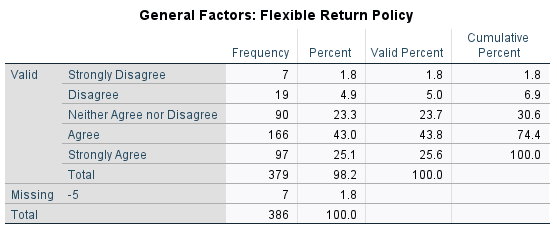 General Factors: Flexible Return Policy
Frequency Percent Valid Percent Cumulative Percent
Valid Strongly Disagree 7 1.8 1.8 1.8
Disagree 19 4.9 5.0 6.9
Neither Agree nor Disagree 90 23.3 23.7 30.6
Agree 166 43.0 43.8 74.4
Strongly Agree 97 25.1 25.6 100.0
Total 379 98.2 100.0
Missing -5 7 1.8
Total 386 100.0